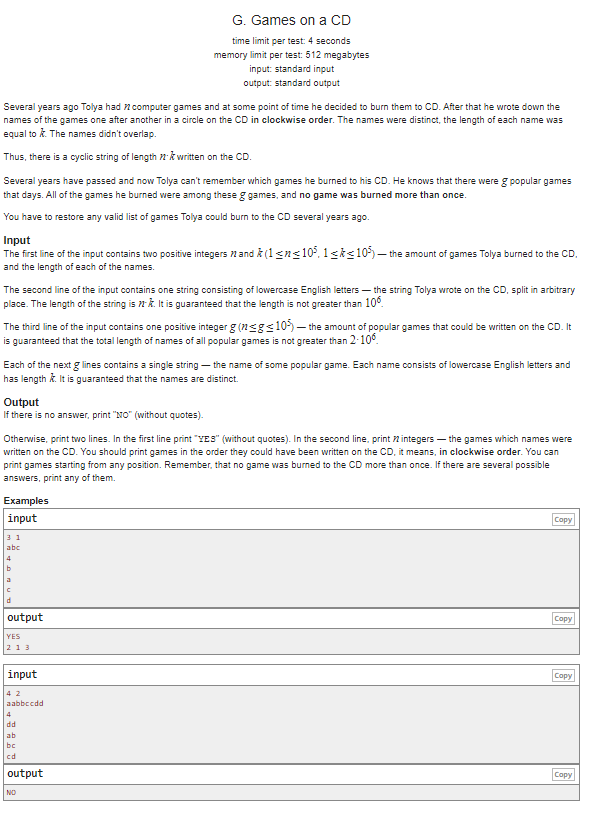 G. Games on a CD
time limit per test: 4 seconds
memory limit per test: 512 megabytes
input: standard input
output: standard output
Several years ago Tolya had n computer games and at some point of time he decided to burn them to CD. After that he wrote down the
names of the games one after another in a circle on the CD in clockwise order. The names were distinct, the length of each name was
equal to k. The names didn't overlap.
Thus, there is a cyclic string of length n·k written on the CD.
Several years have passed and now Tolya can't remember which games he burned to his CD. He knows that there were g popular games
that days. All of the games he burned were among these g games, and no game was burned more than once.
You have to restore any valid list of games Tolya could burn to the CD several years ago.
Input
The first line of the input contains two positive integers n and k (1 ≤ n ≤ 10⁵, 1 ≤ k ≤ 10⁵) — the amount of games Tolya burned to the CD,
and the length of each of the names.
The second line of the input contains one string consisting of lowercase English letters — the string Tolya wrote on the CD, split in arbitrary
place. The length of the string is n·k. It is guaranteed that the length is not greater than 10⁶.
The third line of the input contains one positive integer g (n ≤ g ≤ 10⁵) — the amount of popular games that could be written on the CD. It
is guaranteed that the total length of names of all popular games is not greater than 2·10⁶.
Each of the next g lines contains a single string — the name of some popular game. Each name consists of lowercase English letters and
has length k. It is guaranteed that the names are distinct.
Output
If there is no answer, print "NO" (without quotes).
Otherwise, print two lines. In the first line print "YES" (without quotes). In the second line, print n integers — the games which names were
written on the CD. You should print games in the order they could have been written on the CD, it means, in clockwise order. You can
print games starting from any position. Remember, that no game was burned to the CD more than once. If there are several possible
answers, print any of them.
Examples
input
Copy
3 1
abc
4
b
a
c
d
output
Copy
YES
2 1 3
input
Copy
4 2
aabbccdd
4
dd
ab
bc
cd
output
Copy
NO